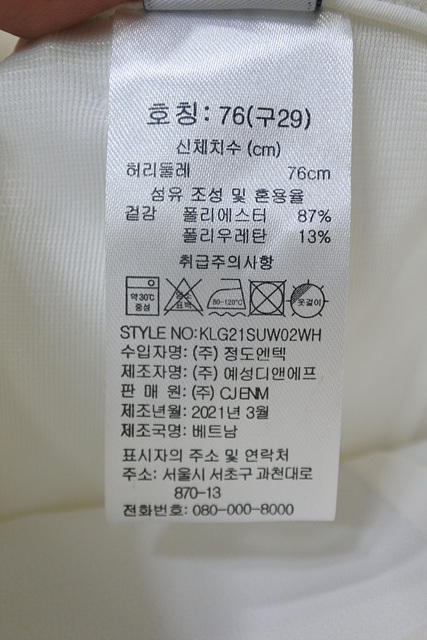 호칭: 76(구29)
신체치수 (cm)
허리둘레 76cm
섬유 조성 및 혼용율
겉감 폴리에스터 87%
폴리우레탄 13%
취급주의사항
약30℃
중성
염소
표백
80-120℃
옷걸이
STYLE NO:KLG21SUW02WH
수입자명: (주) 정도엔텍
제조자명: (주) 예성디앤에프
판 매 원: (주) CJENM
제조년월: 2021년 3월
제조국명: 베트남
표시자의 주소 및 연락처
주소: 서울시 서초구 과천대로
870-13
전화번호: 080-000-8000